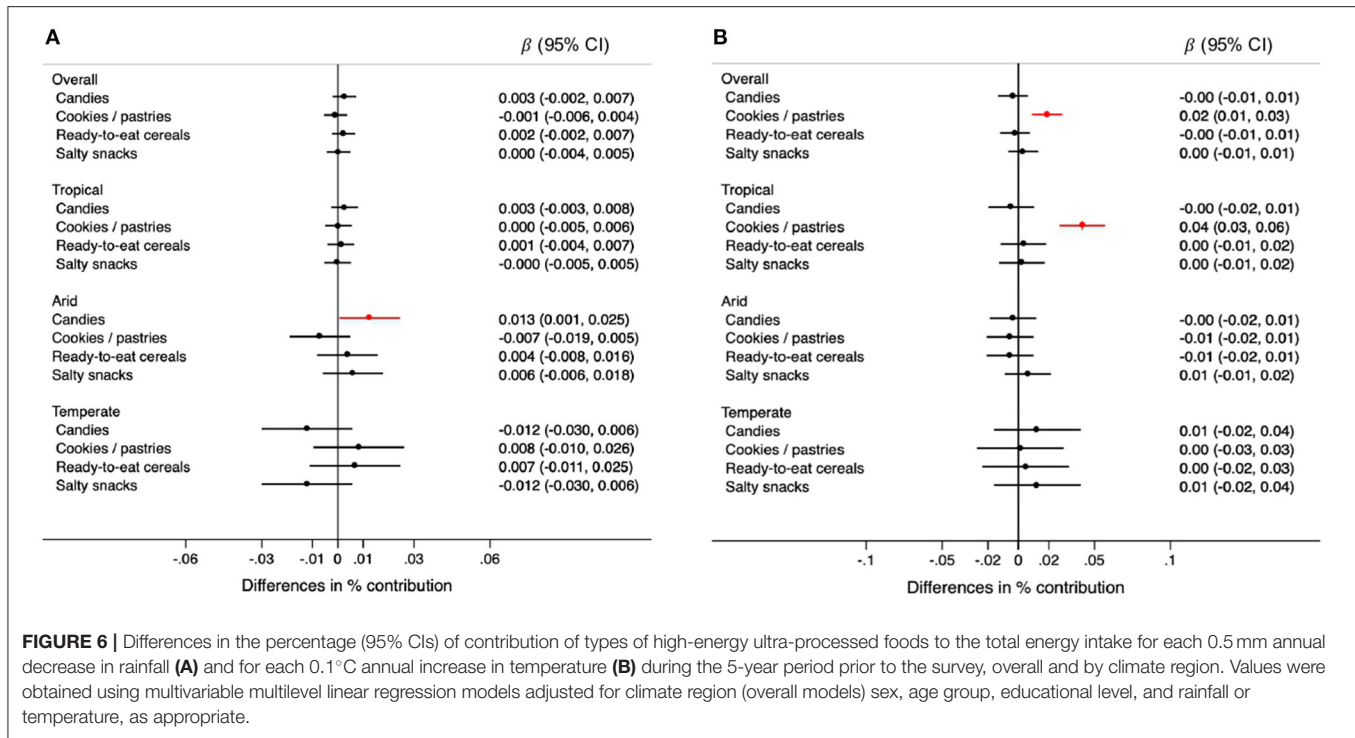 A
β (95% CI)
Overall
Candies 0.003 (-0.002, 0.007)
Cookies / pastries -0.001 (-0.006, 0.004)
Ready-to-eat cereals 0.002 (-0.002, 0.007)
Salty snacks 0.000 (-0.004, 0.005)
Tropical
Candies 0.003 (-0.003, 0.008)
Cookies / pastries 0.000 (-0.005, 0.006)
Ready-to-eat cereals 0.001 (-0.004, 0.007)
Salty snacks -0.000 (-0.005, 0.005)
Arid
Candies 0.013 (0.001, 0.025)
Cookies / pastries -0.007 (-0.019, 0.005)
Ready-to-eat cereals 0.004 (-0.008, 0.016)
Salty snacks 0.006 (-0.006, 0.018)
Temperate
Candies -0.012 (-0.030, 0.006)
Cookies / pastries 0.008 (-0.010, 0.026)
Ready-to-eat cereals 0.007 (-0.011, 0.025)
Salty snacks -0.012 (-0.030, 0.006)
-.06 -.03 -.01 0 .01 .03 .06
Differences in % contribution
B
β (95% CI)
Overall
Candies -0.00 (-0.01, 0.01)
Cookies / pastries 0.02 (0.01, 0.03)
Ready-to-eat cereals -0.00 (-0.01, 0.01)
Salty snacks 0.00 (-0.01, 0.01)
Tropical
Candies -0.00 (-0.02, 0.01)
Cookies / pastries 0.04 (0.03, 0.06)
Ready-to-eat cereals 0.00 (-0.01, 0.02)
Salty snacks 0.00 (-0.01, 0.02)
Arid
Candies -0.00 (-0.02, 0.01)
Cookies / pastries -0.01 (-0.02, 0.01)
Ready-to-eat cereals -0.01 (-0.02, 0.01)
Salty snacks 0.01 (-0.01, 0.02)
Temperate
Candies 0.01 (-0.02, 0.04)
Cookies / pastries 0.00 (-0.03, 0.03)
Ready-to-eat cereals 0.00 (-0.02, 0.03)
Salty snacks 0.01 (-0.02, 0.04)
-.1 -.05 -.02 0 .02 .05 .1
Differences in % contribution
FIGURE 6 | Differences in the percentage (95% CIs) of contribution of types of high-energy ultra-processed foods to the total energy intake for each 0.5 mm annual
decrease in rainfall (A) and for each 0.1°C annual increase in temperature (B) during the 5-year period prior to the survey, overall and by climate region. Values were
obtained using multivariable multilevel linear regression models adjusted for climate region (overall models) sex, age group, educational level, and rainfall or
temperature, as appropriate.